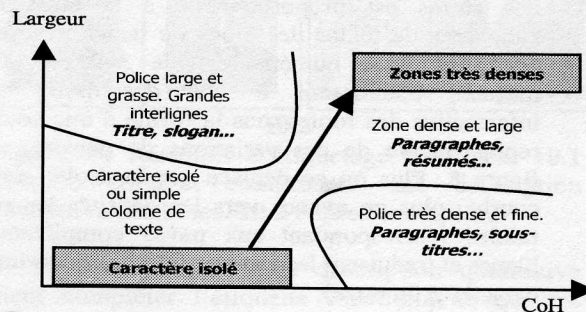 Largeur
Police large et
grasse. Grandes
interlignes
Titre, slogan...
Zones très denses
Zone dense et large
Paragraphes,
résumés...
Caractère isolé
ou simple
colonne de
texte
Police très dense et fine.
Paragraphes, sous-
titres...
Caractère isolé
CoH